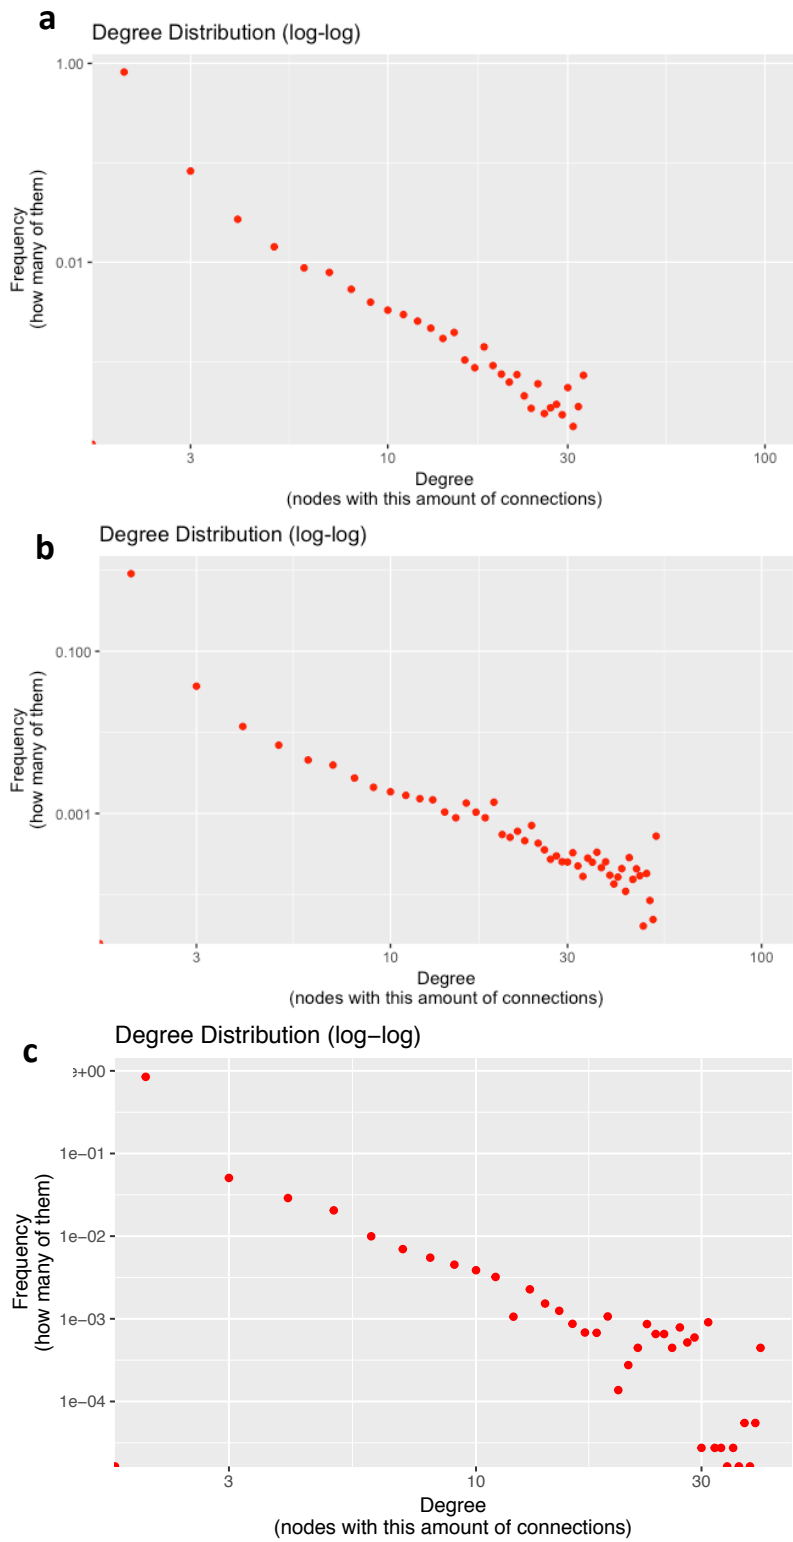 a
Degree Distribution (log-log)
Frequency
(how many of them)
1.00
0.01
3 10 30 100
Degree
(nodes with this amount of connections)
b
Degree Distribution (log-log)
Frequency
(how many of them)
0.100
0.001
3 10 30 100
Degree
(nodes with this amount of connections)
c
Degree Distribution (log−log)
Frequency
(how many of them)
e+00
1e−01
1e−02
1e−03
1e−04
3 10 30
Degree
(nodes with this amount of connections)